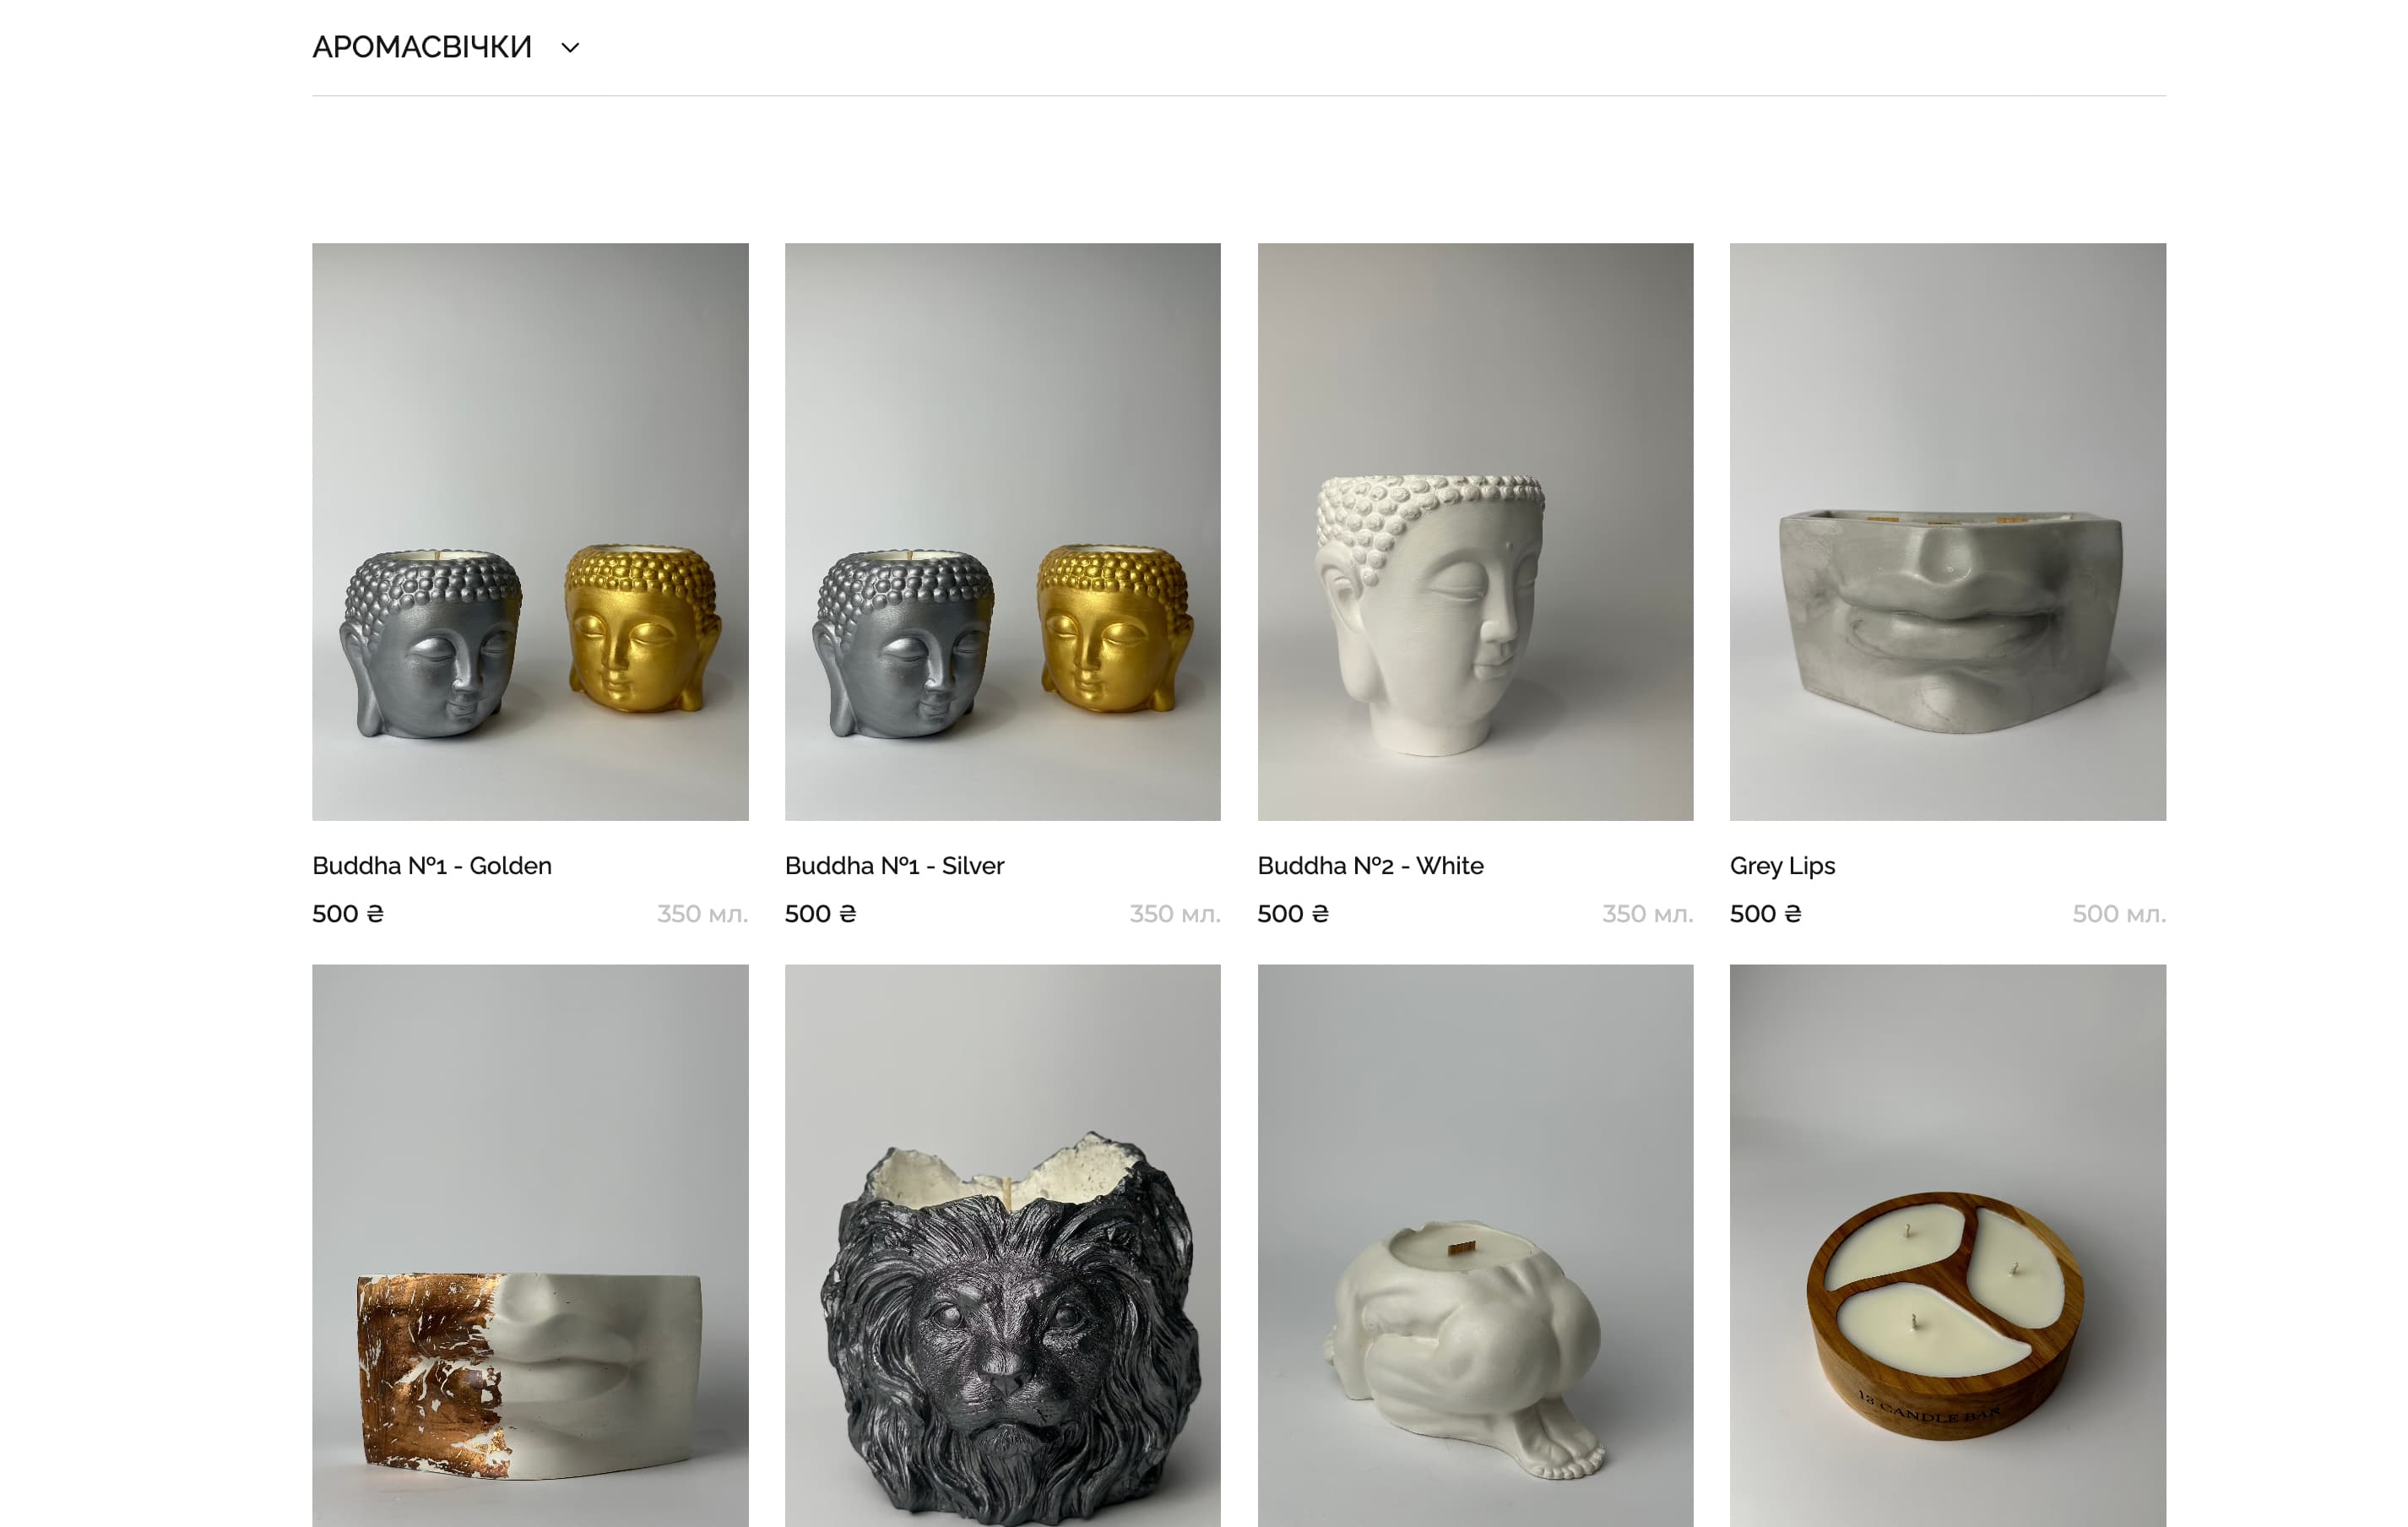 АРОМАСВІЧКИ
Buddha №1 - Golden
500 ₴ 350 мл.
Buddha №1 - Silver
500 ₴ 350 мл.
Buddha №2 - White
500 ₴ 350 мл.
Grey Lips
500 ₴ 500 мл.
13 CANDLE BAR